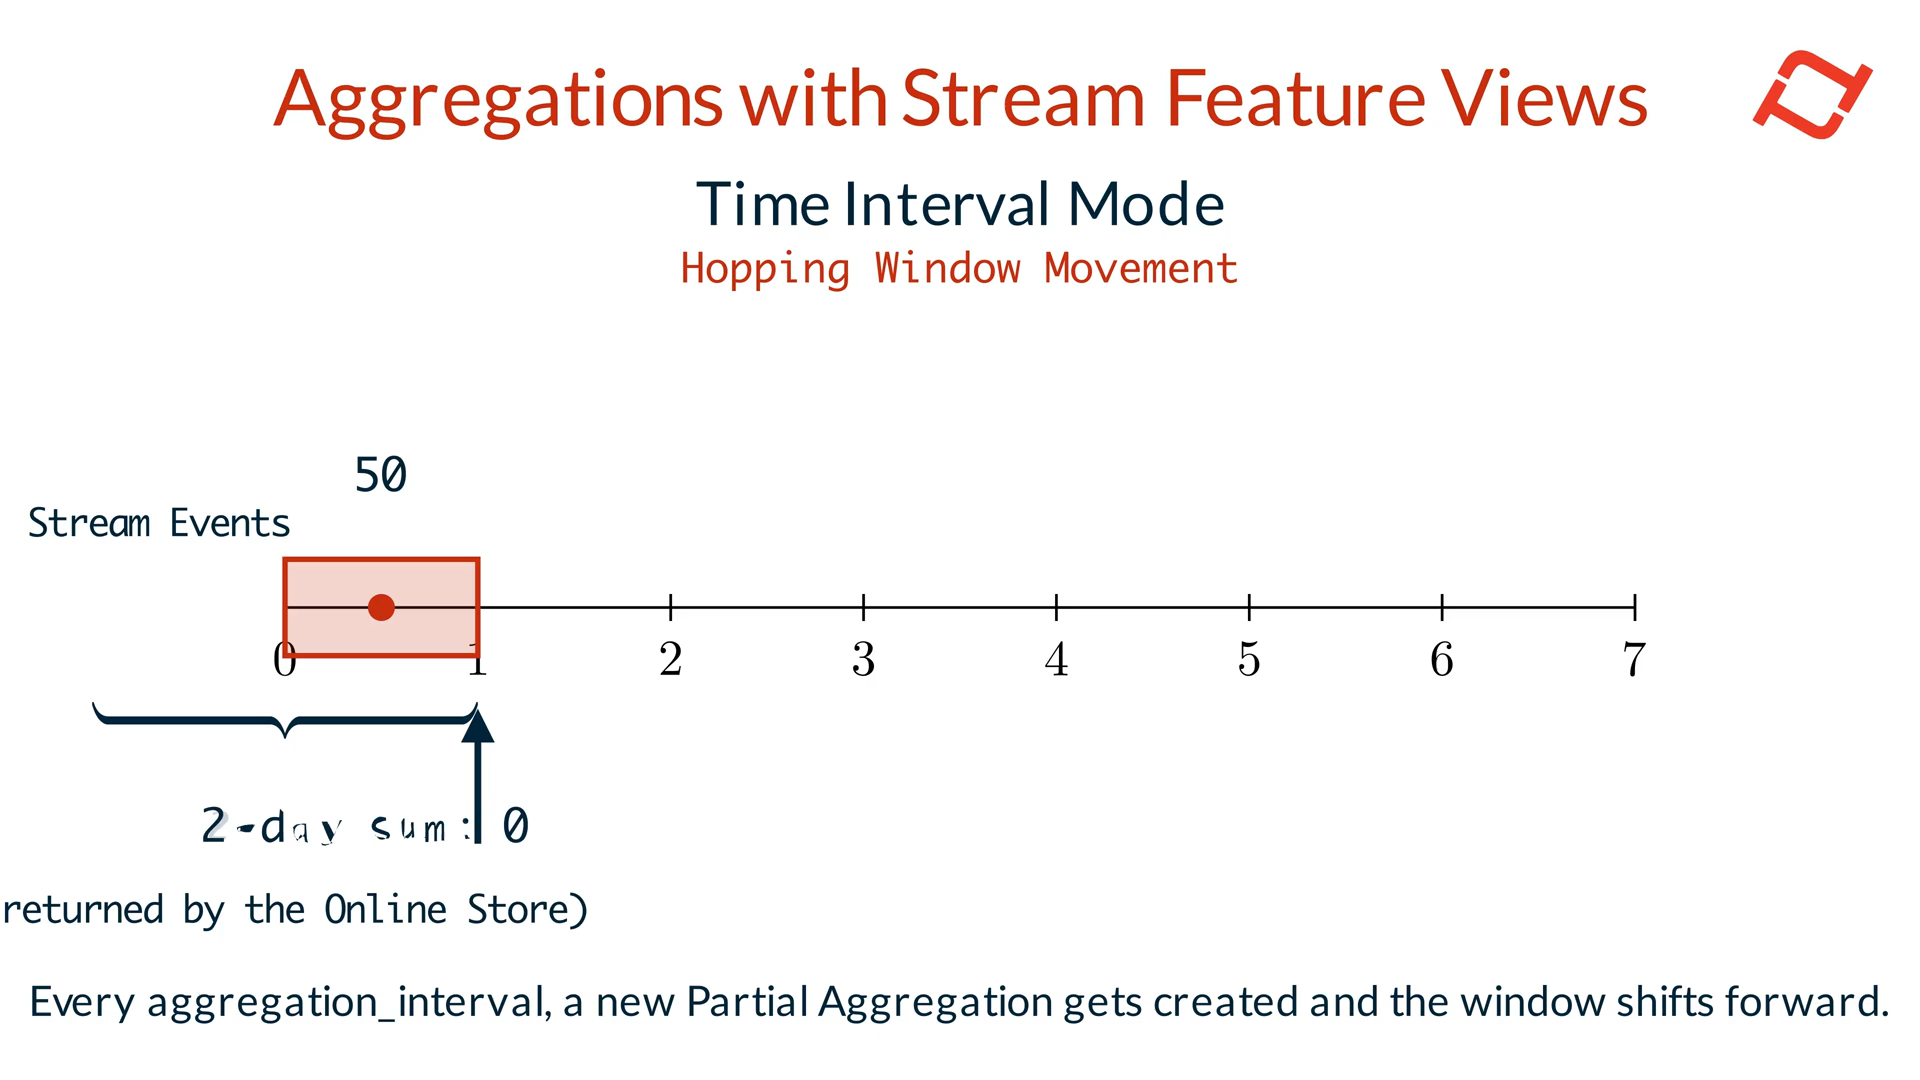 Aggregations with Stream Feature Views
Time Interval Mode
Hopping Window Movement
50
Stream Events
0 1 2 3 4 5 6 7
2-day sum: 0
returned by the Online Store)
Every aggregation_interval, a new Partial Aggregation gets created and the window shifts forward.